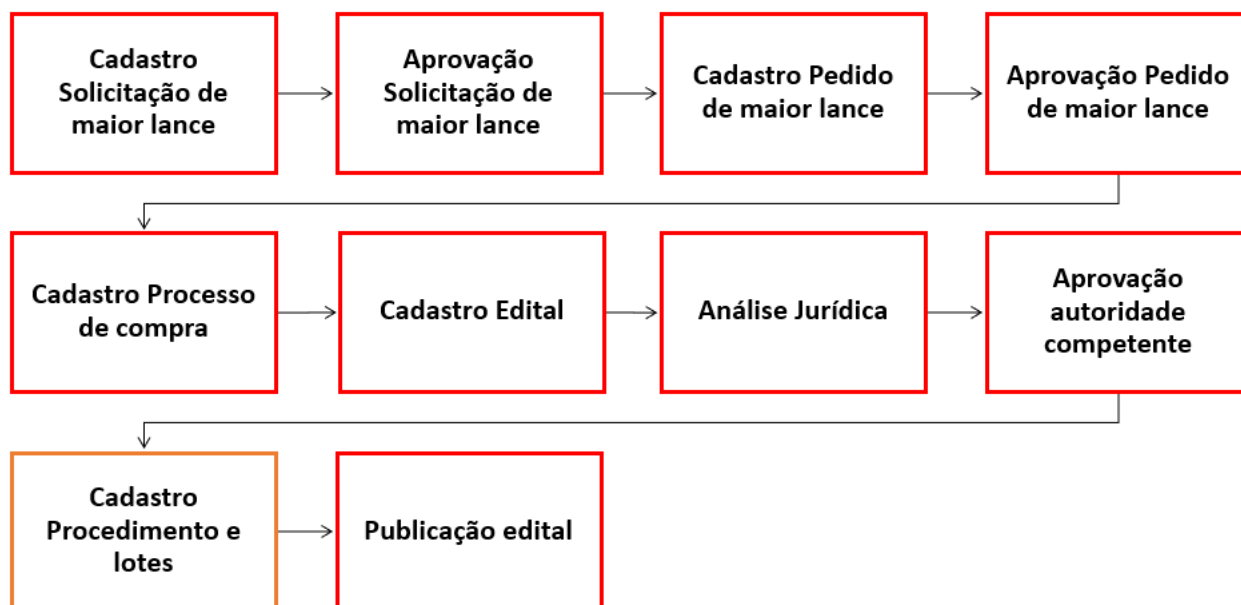 Cadastro
Solicitação de
maior lance
Aprovação
Solicitação de
maior lance
Cadastro Pedido
de maior lance
Aprovação Pedido
de maior lance
Cadastro Processo
de compra
Cadastro Edital
Análise Jurídica
Aprovação
autoridade
competente
Cadastro
Procedimento e
lotes
Publicação edital